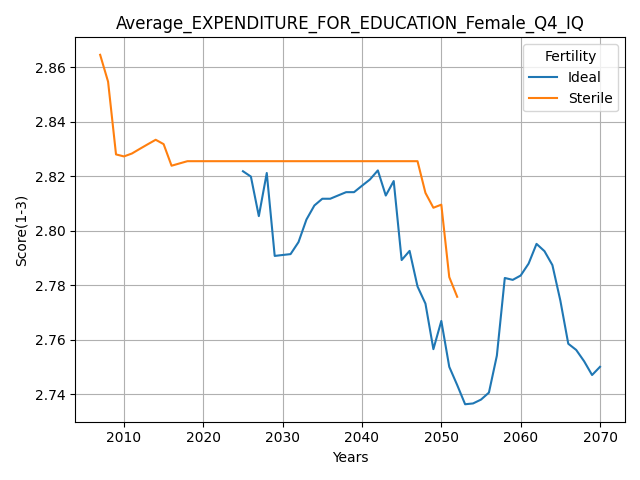 Average_EXPENDITURE_FOR_EDUCATION_Female_Q4_IQ
Fertility
Ideal
Sterile
Score(1-3)
2.86
2.84
2.82
2.80
2.78
2.76
2.74
2010 2020 2030 2040 2050 2060 2070
Years